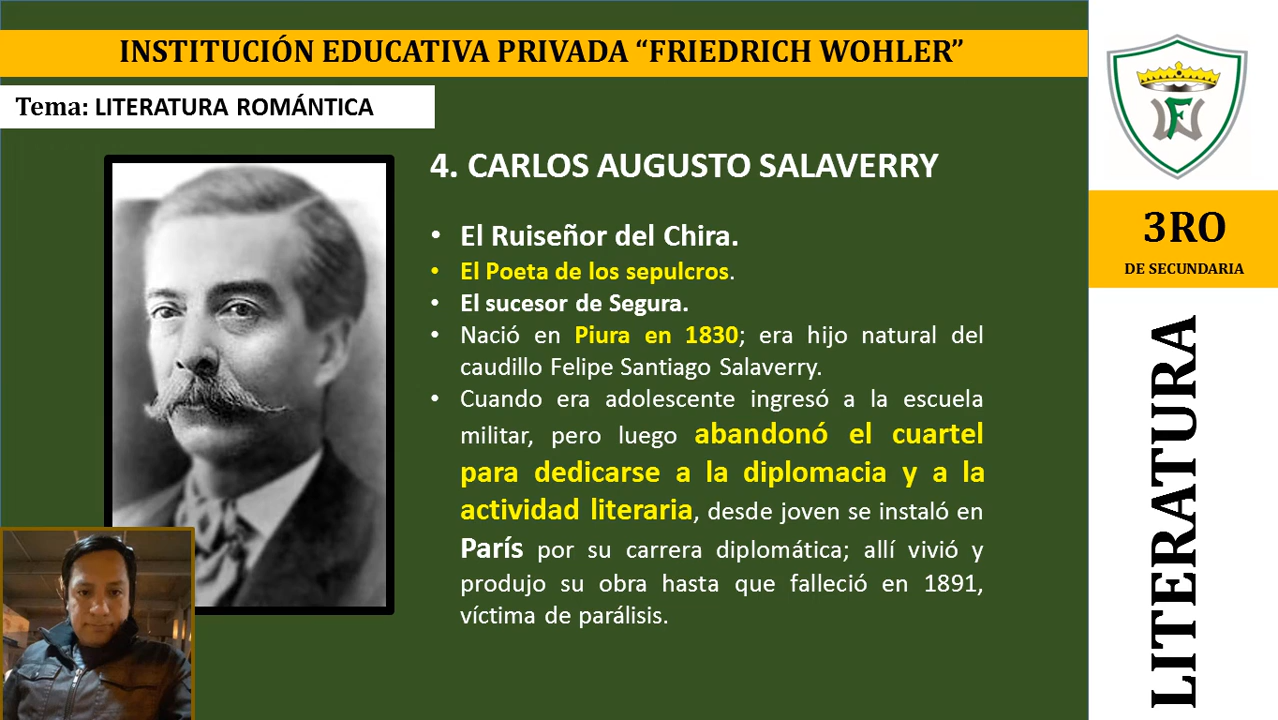 INSTITUCIÓN EDUCATIVA PRIVADA “FRIEDRICH WOHLER”
Tema: LITERATURA ROMÁNTICA
4. CARLOS AUGUSTO SALAVERRY
• El Ruiseñor del Chira.
• El Poeta de los sepulcros.
• El sucesor de Segura.
• Nació en Piura en 1830; era hijo natural del
caudillo Felipe Santiago Salaverry.
• Cuando era adolescente ingresó a la escuela
militar, pero luego abandonó el cuartel
para dedicarse a la diplomacia y a la
actividad literaria, desde joven se instaló en
París por su carrera diplomática; allí vivió y
produjo su obra hasta que falleció en 1891,
víctima de parálisis.
FW
3RO
DE SECUNDARIA
LITERATURA